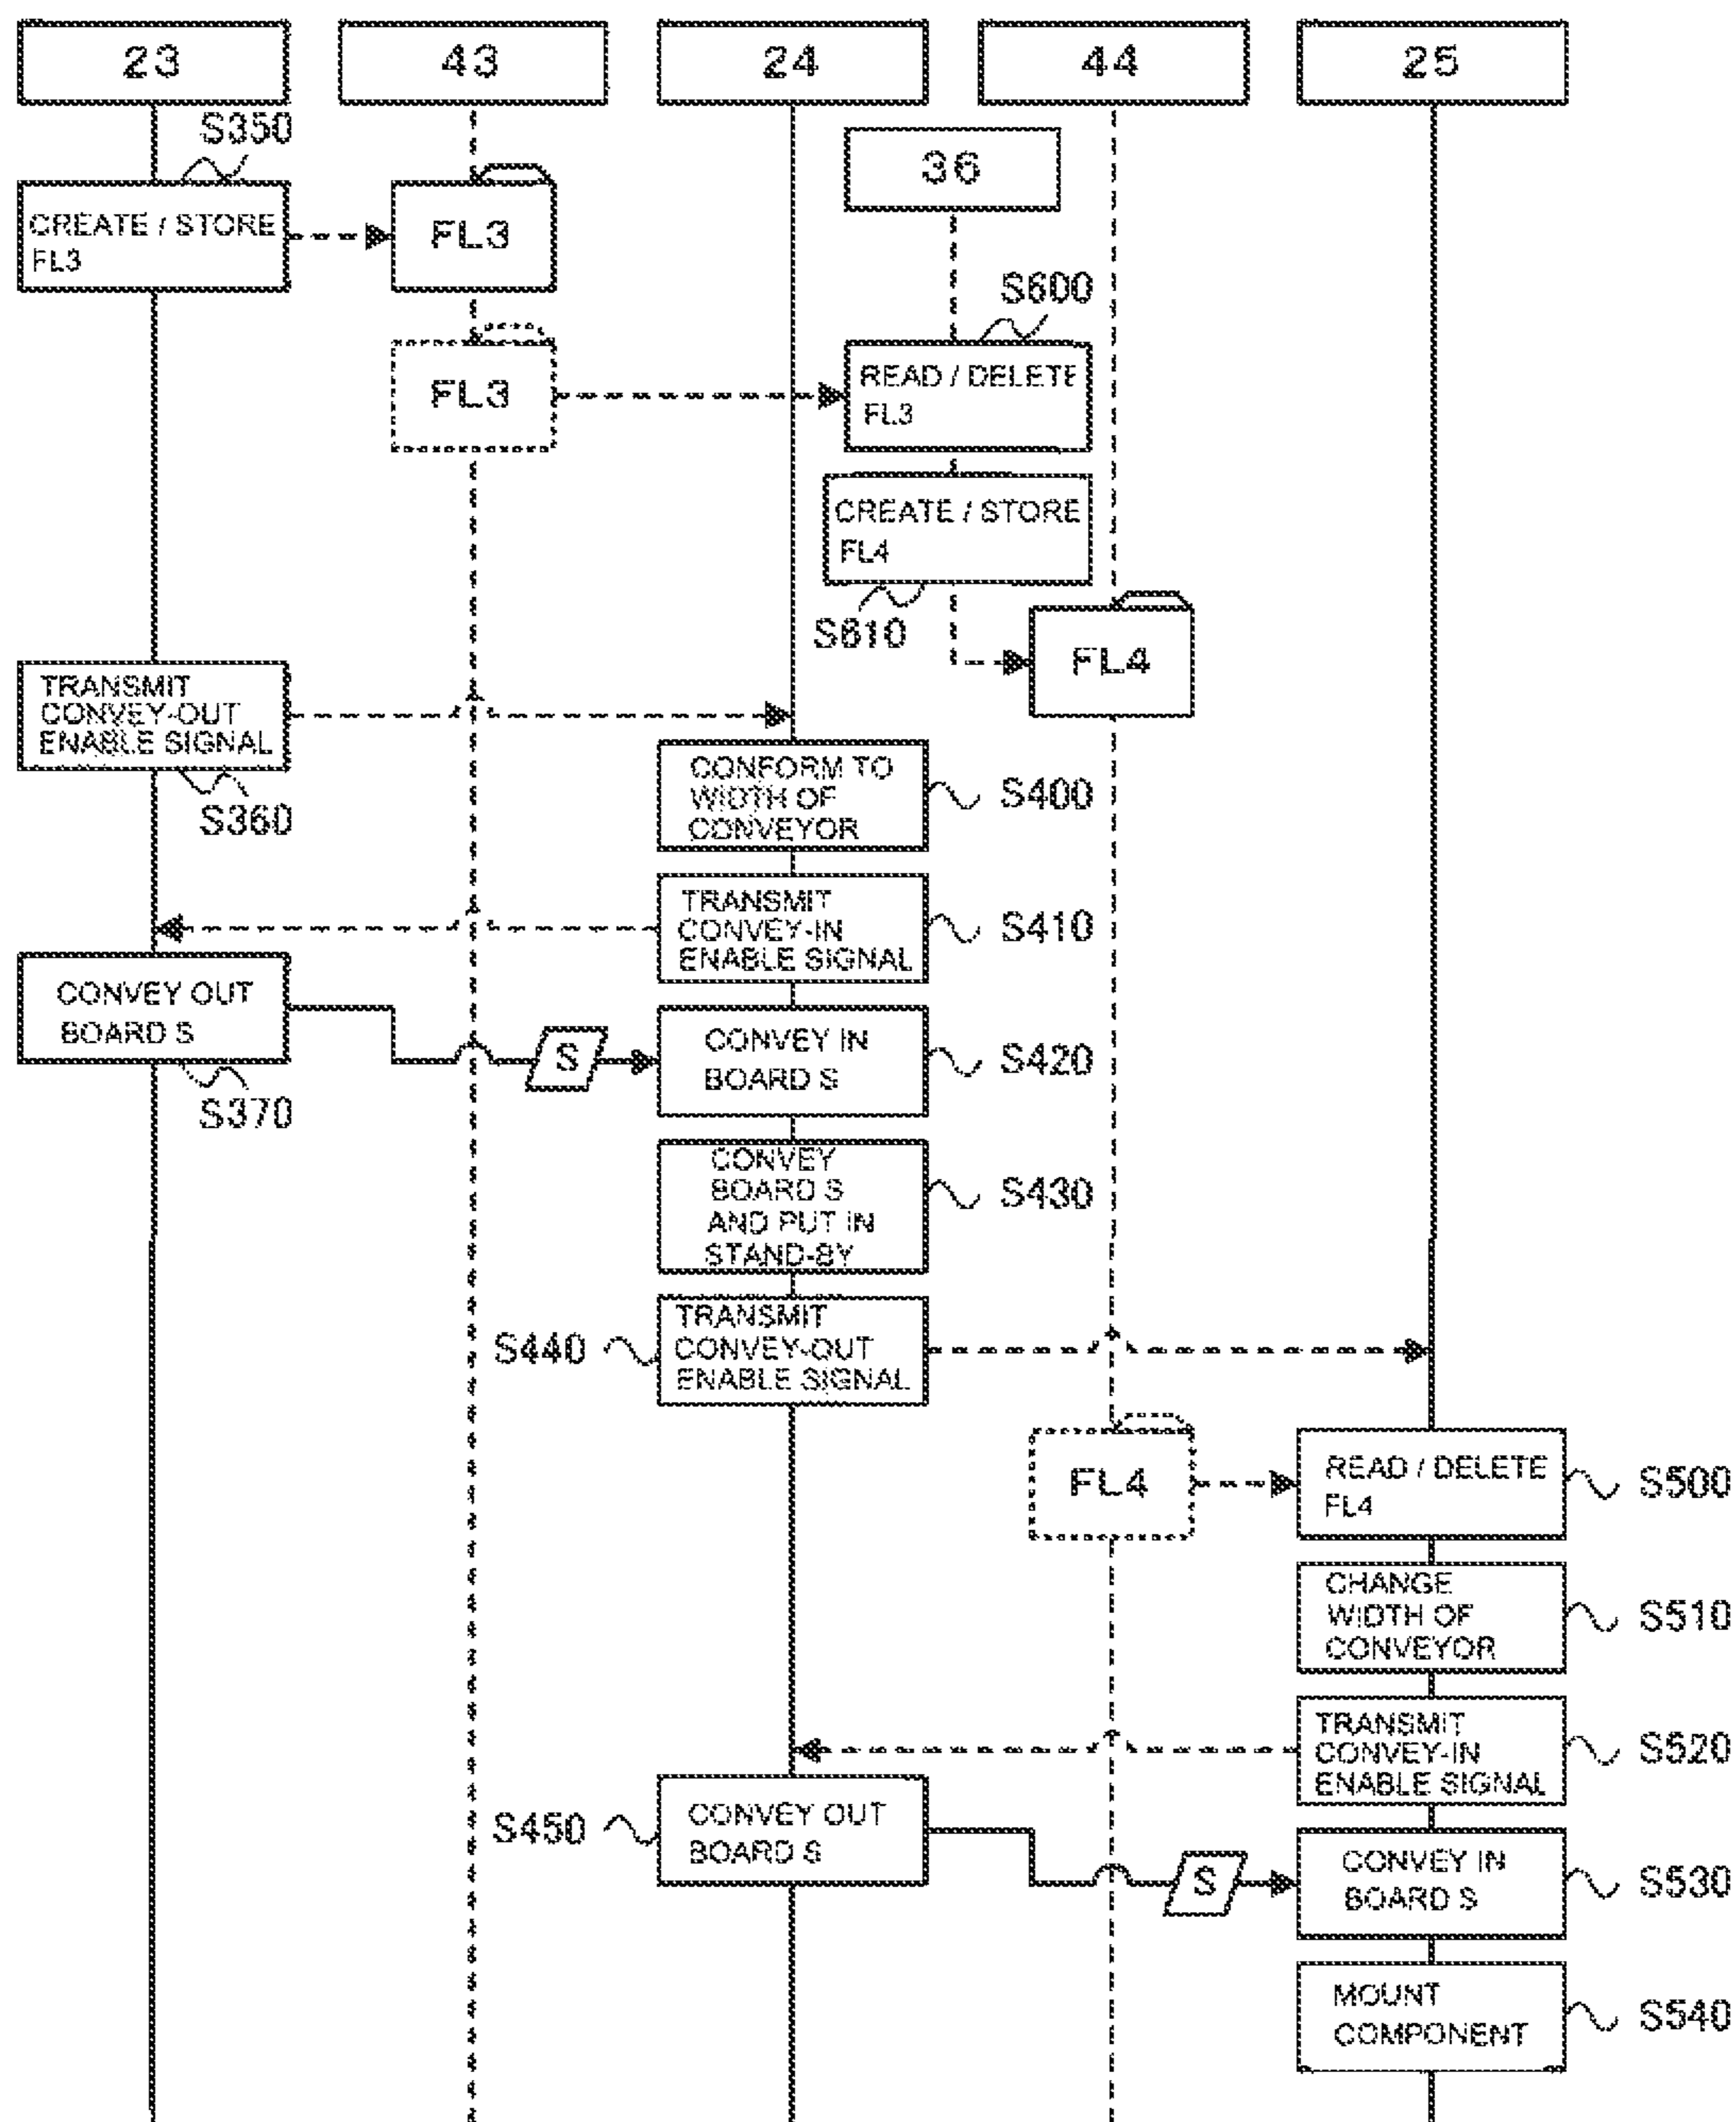 23
43
24
44
25
S350
36
CREATE / STORE
FL3
FL3
S600
FL3
READ / DELETE
FL3
CREATE / STORE
FL4
S610
FL4
TRANSMIT
CONVEY-OUT
ENABLE SIGNAL
S360
CONFORM TO
WIDTH OF
CONVEYOR
S400
TRANSMIT
CONVEY-IN
ENABLE SIGNAL
S410
CONVEY OUT
BOARD S
S370
S
CONVEY IN
BOARD S
S420
CONVEY
BOARD S
AND PUT IN
STAND-BY
S430
S440
TRANSMIT
CONVEY-OUT
ENABLE SIGNAL
FL4
READ / DELETE
FL4
S500
CHANGE
WIDTH OF
CONVEYOR
S510
TRANSMIT
CONVEY-IN
ENABLE SIGNAL
S520
S450
CONVEY OUT
BOARD S
S
CONVEY IN
BOARD S
S530
MOUNT
COMPONENT
S540